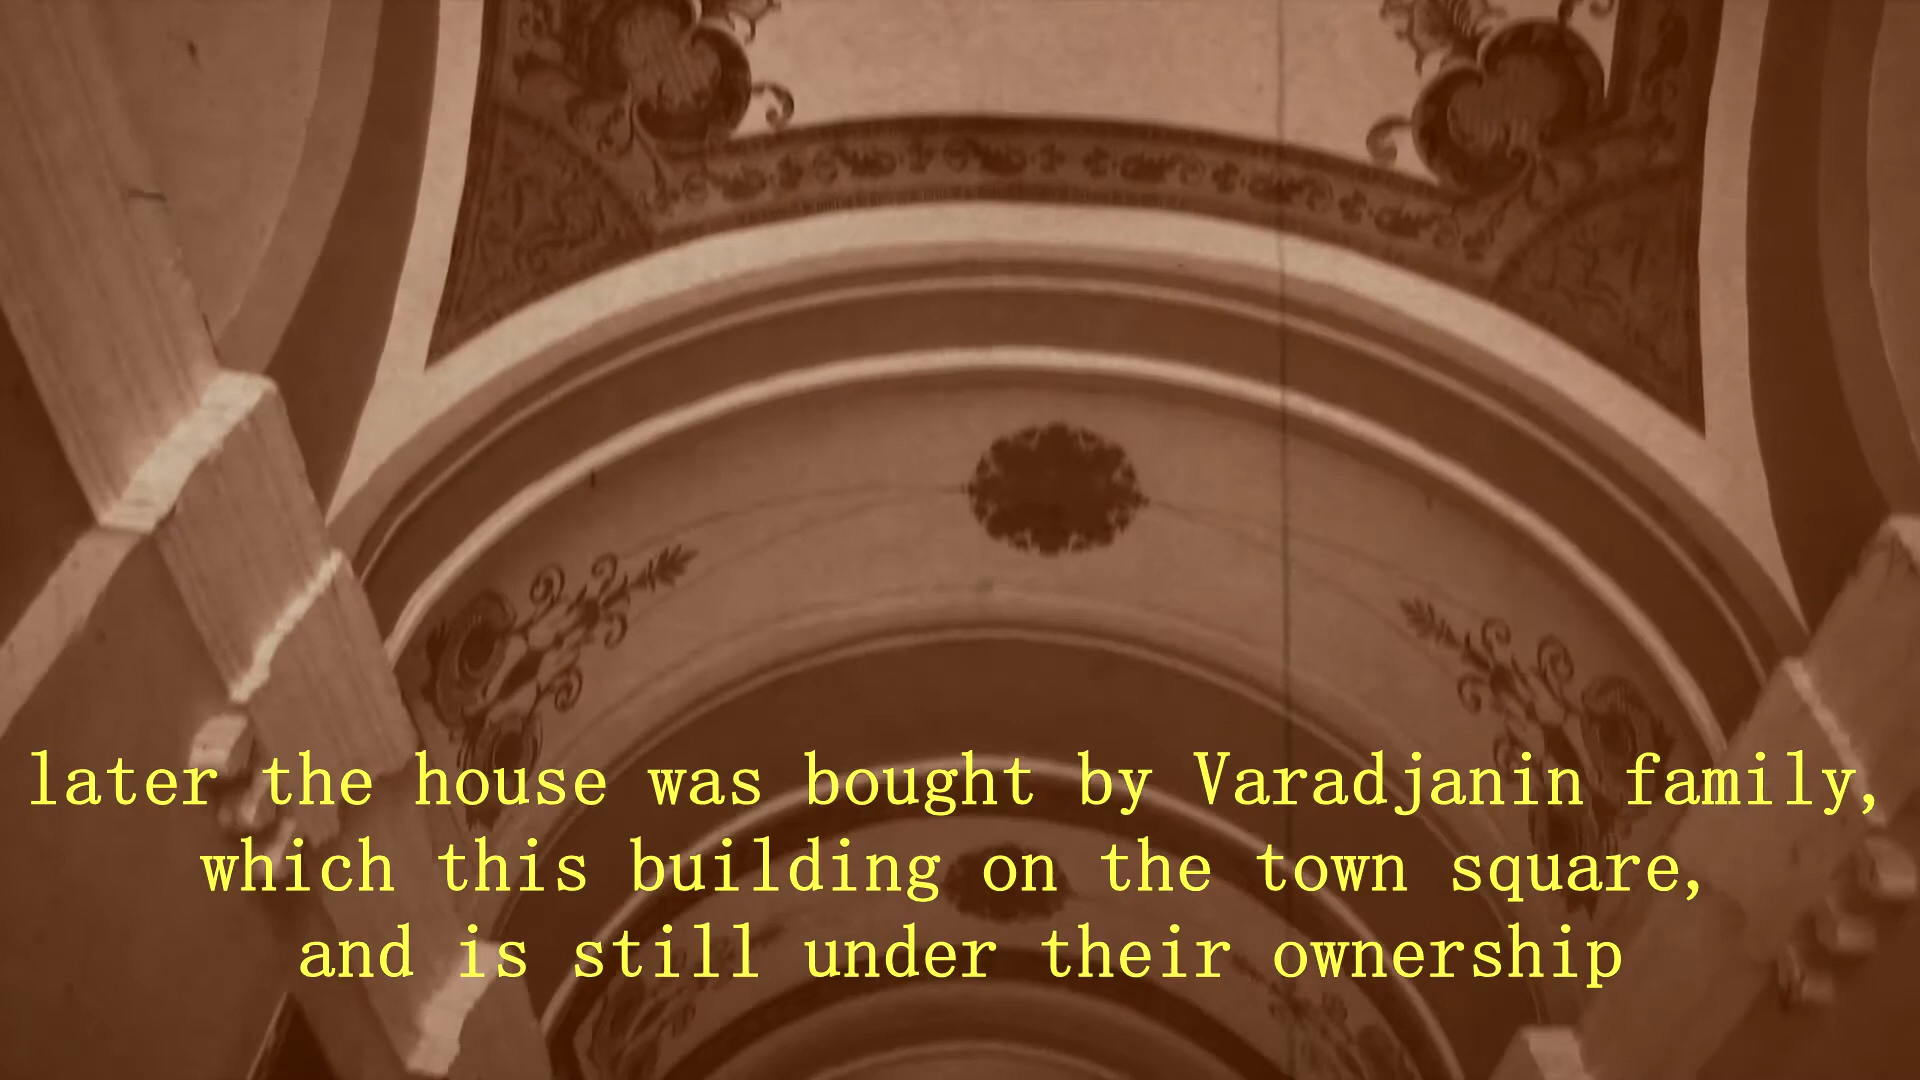 later the house was bought by Varadjanin family,
which this building on the town square,
and is still under their ownership